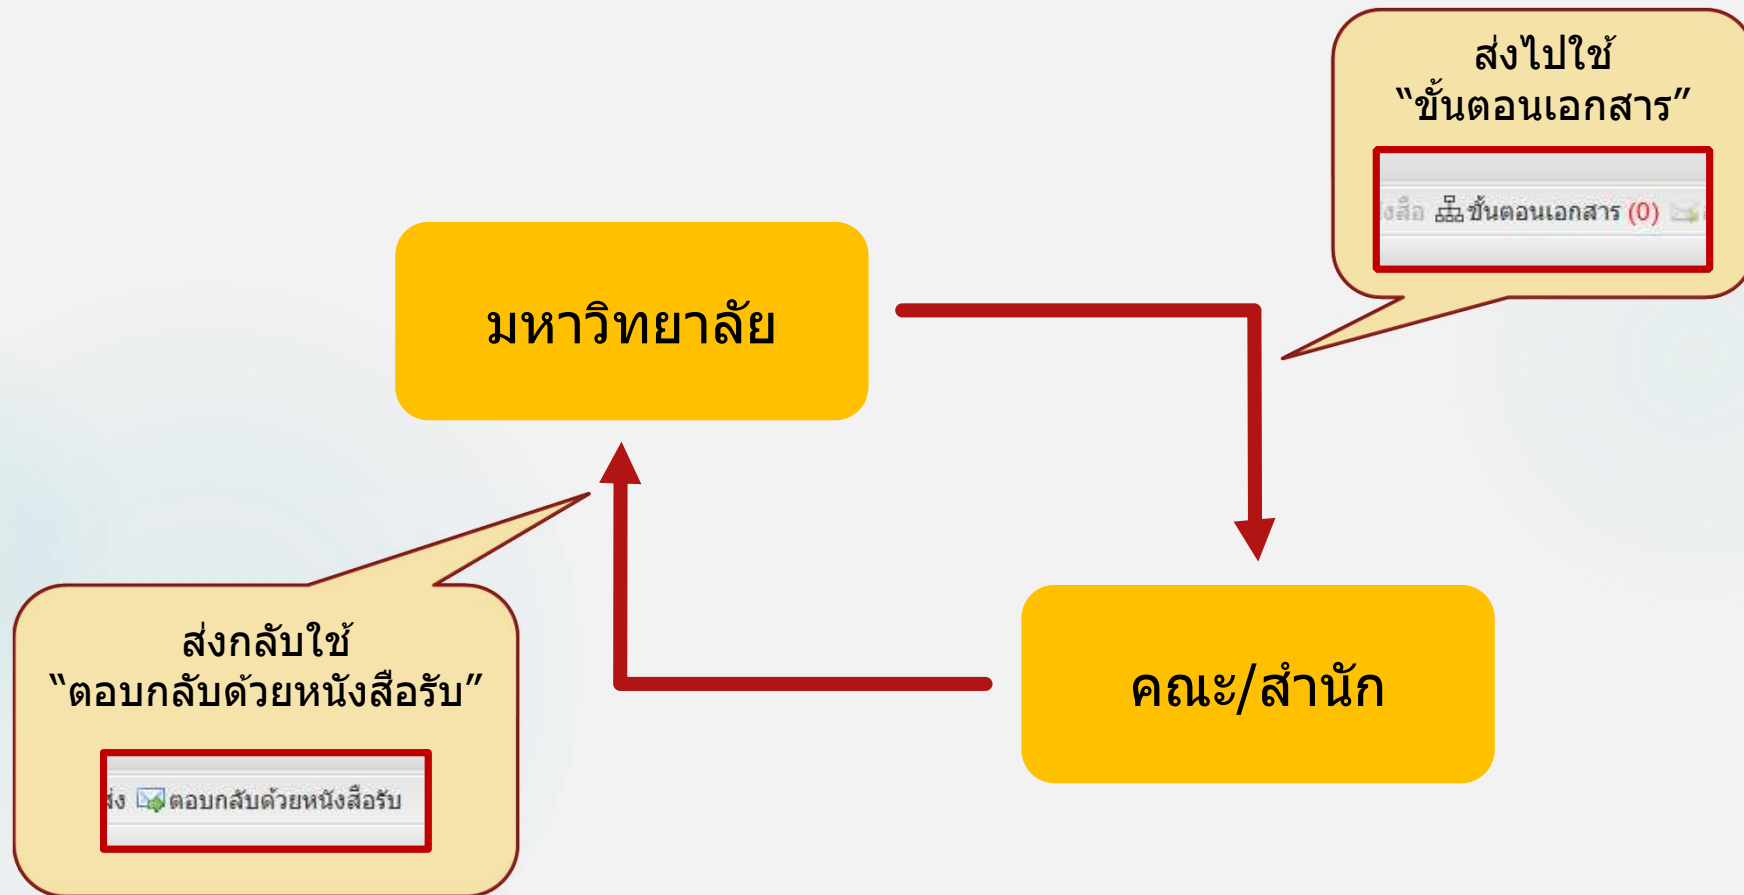 ส่งไปใช้
“ขั้นตอนเอกสาร”
ขั้นตอนเอกสาร (0)
มหาวิทยาลัย
ส่งกลับใช้
“ตอบกลับด้วยหนังสือรับ”
ตอบกลับด้วยหนังสือรับ
คณะ/สำนัก